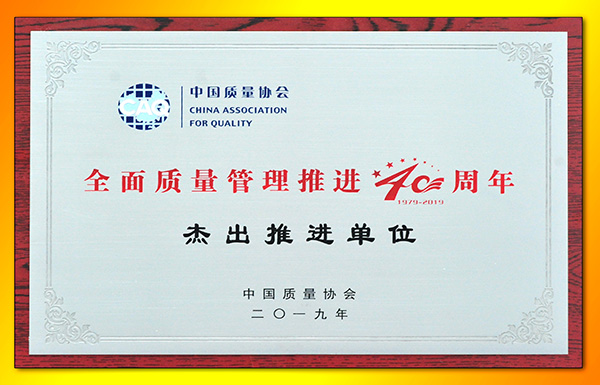 CAQ
中国质量协会
CHINA ASSOCIATION
FOR QUALITY
全面质量管理推进40周年
1979-2019
杰出推进单位
中国质量协会
二〇一九年